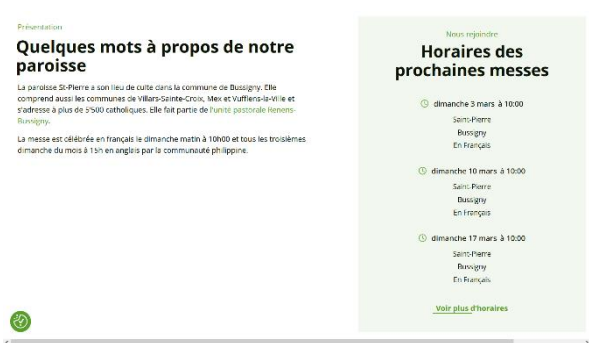 Présentation
Quelques mots à propos de notre
paroisse
La paroisse St-Pierre a son lieu de culte dans la commune de Bussigny. Elle
comprend aussi les communes de Villars-Sainte-Croix, Mex et Vufflens-la-Ville et
s'adresse à plus de 5'500 catholiques. Elle fait partie de l'unité pastorale Renens-
Bussigny.
La messe est célébrée en français le dimanche matin à 10h00 et tous les troisièmes
dimanche du mois à 15h en anglais par la communauté philippine.
Nous rejoindre
Horaires des
prochaines messes
dimanche 3 mars à 10:00
Saint-Pierre
Bussigny
En Français
dimanche 10 mars à 10:00
Saint-Pierre
Bussigny
En Français
dimanche 17 mars à 10:00
Saint-Pierre
Bussigny
En Français
Voir plus d'horaires